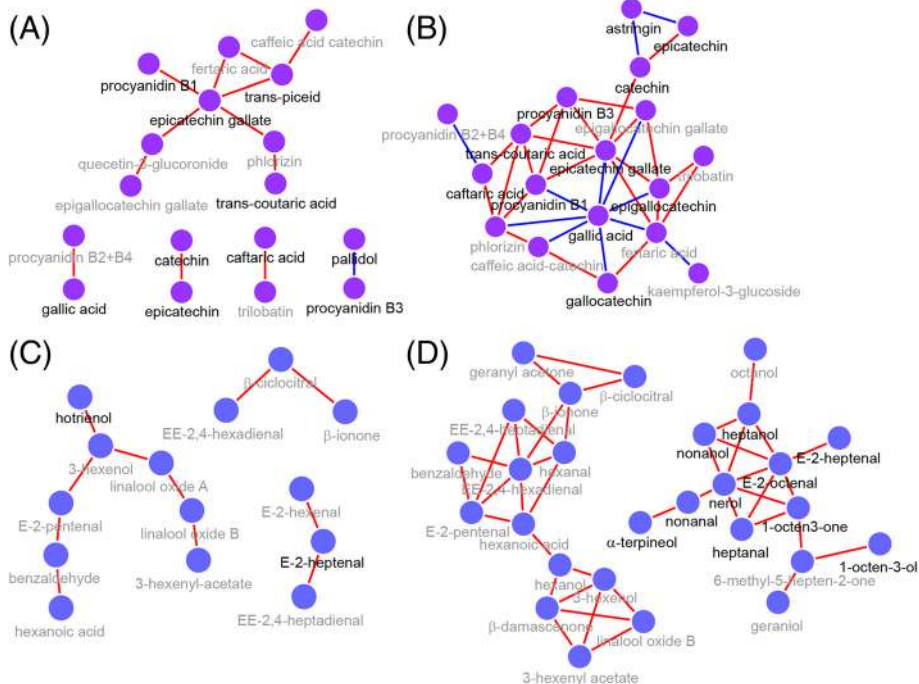 (A)
caffeic acid catechin
fertaric acid
procyanidin B1
trans-piceid
epicatechin gallate
quecetin-3-glucoronide
phlorizin
epigallocatechin gallate
trans-coutaric acid
procyanidin B2+B4
catechin
caftaric acid
pallidol
gallic acid
epicatechin
trilobatin
procyanidin B3
(B)
astringin
epicatechin
catechin
procyanidin B3
epigallocatechin gallate
procyanidin B2+B4
trans-coutaric acid
epicatechin gallate
trilobatin
caftaric acid
procyanidin B1
epigallocatechin
gallic acid
phlorizin
fertaric acid
caffeic acid-catechin
kaempferol-3-glucoside
gallocatechin
(C)
β-ciclocitral
hotrienol
EE-2,4-hexadienal
β-ionone
3-hexenol
linalool oxide A
E-2-hexenal
E-2-pentenal
linalool oxide B
E-2-heptenal
benzaldehyde
3-hexenyl-acetate
EE-2,4-heptadienal
hexanoic acid
(D)
geranyl acetone
β-ciclocitral
β-ionone
octanol
EE-2,4-heptadienal
heptanol
nonanol
benzaldehyde
hexanal
E-2-heptenal
EE-2,4-hexadienal
E-2-octenal
nerol
E-2-pentenal
nonanal
1-octen3-one
hexanoic acid
α-terpineol
heptanal
1-octen-3-ol
hexanol
6-methyl-5-hepten-2-one
3-hexenol
β-damascenone
geraniol
linalool oxide B
3-hexenyl acetate